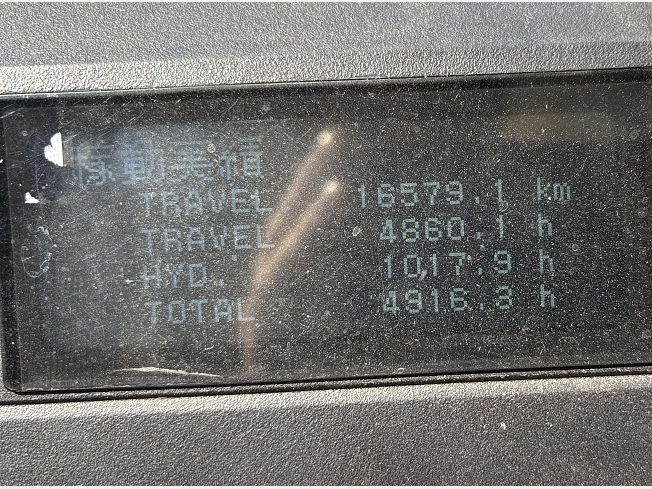 稼動実績
TRAVEL 16579.1 km
TRAVEL 4860.1 h
HYD. 1017.9 h
TOTAL 4916.3 h